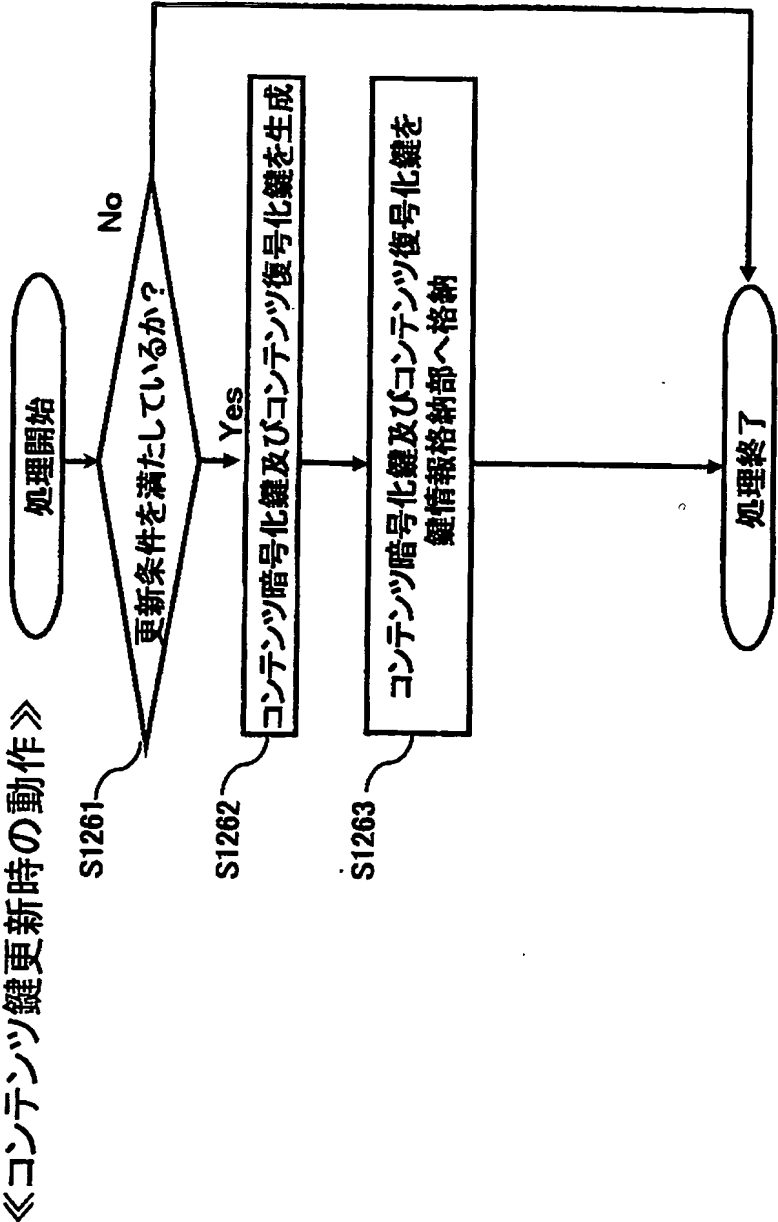 ≪コンテンツ鍵更新時の動作≫
処理開始
S1261
更新条件を満たしているか？
No
Yes
S1262
コンテンツ暗号化鍵及びコンテンツ復号化鍵を生成
S1263
コンテンツ暗号化鍵及びコンテンツ復号化鍵を
鍵情報格納部へ格納
処理終了